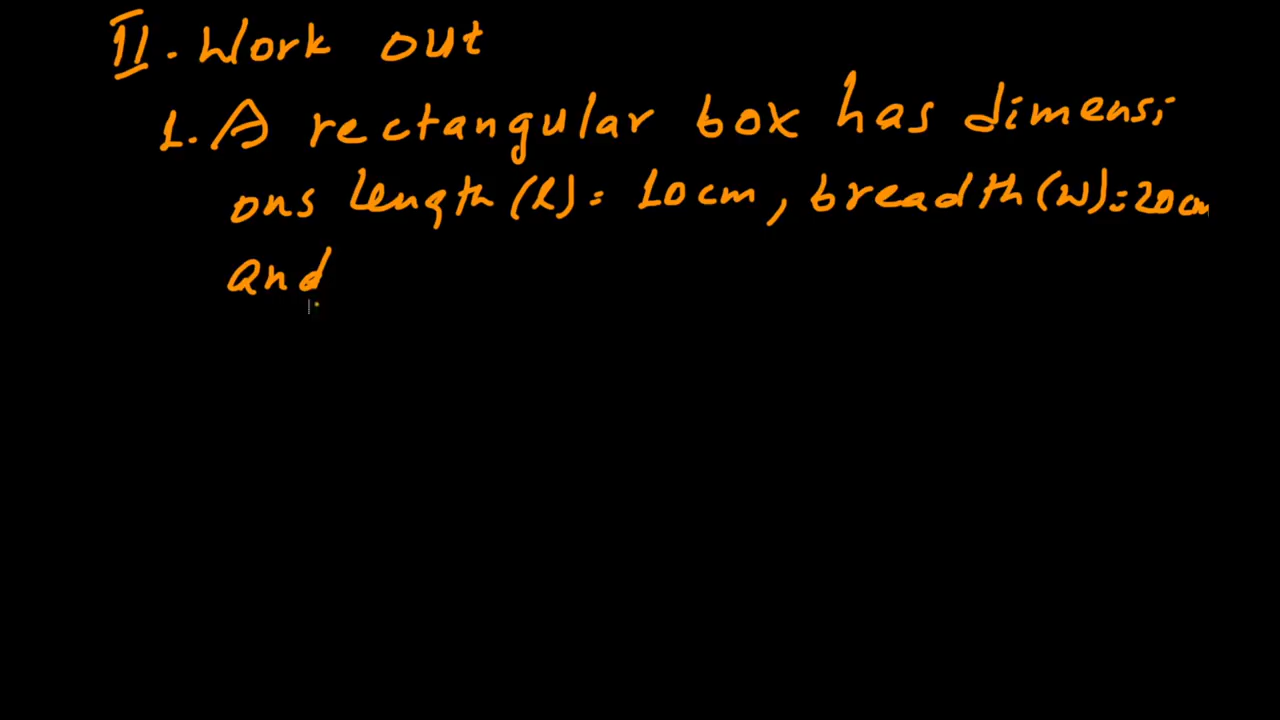 II. Work out
1. A rectangular box has dimensi
ons length (l) = 10cm, breadth (w) = 20cm
and